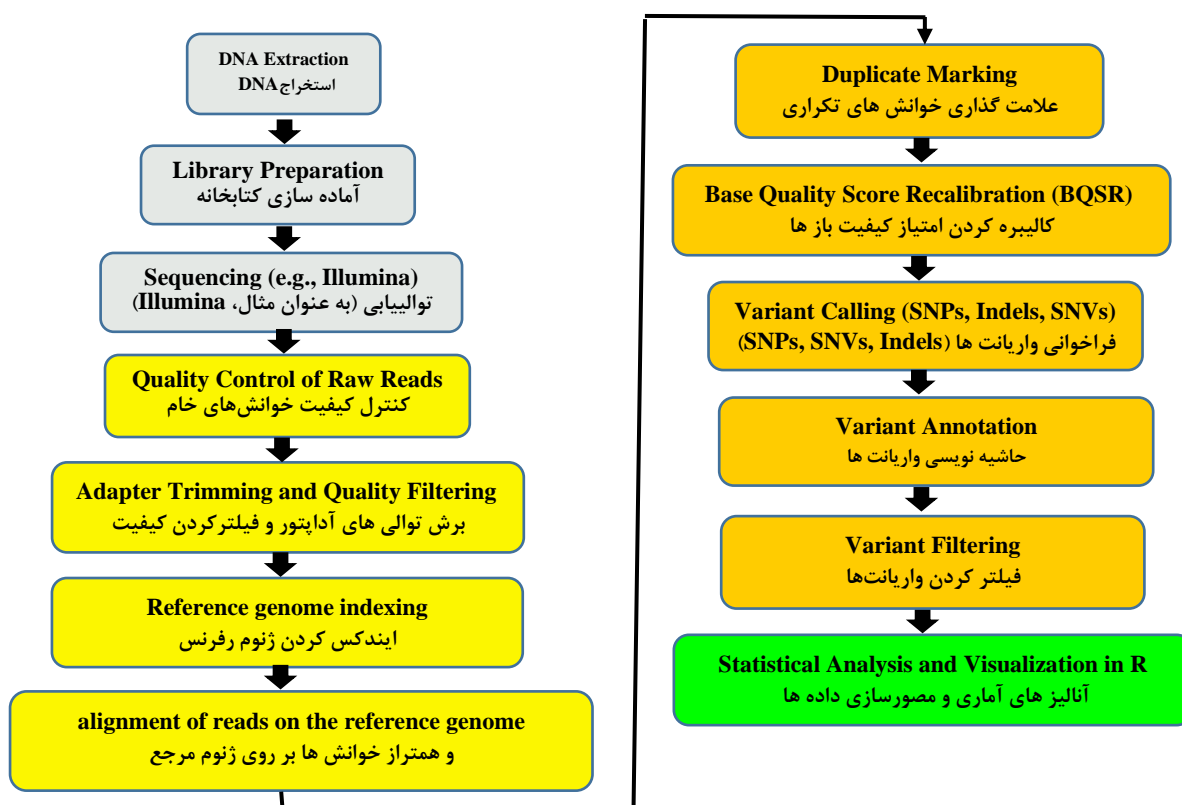 DNA Extraction
استخراج DNA
Library Preparation
آماده سازی کتابخانه
Sequencing (e.g., Illumina)
توالییابی (به عنوان مثال، Illumina)
Quality Control of Raw Reads
کنترل کیفیت خوانش‌های خام
Adapter Trimming and Quality Filtering
برش توالی های آداپتور و فیلترکردن کیفیت
Reference genome indexing
ایندکس کردن ژنوم رفرنس
alignment of reads on the reference genome
و همتراز خوانش ها بر روی ژنوم مرجع
Duplicate Marking
علامت گذاری خوانش های تکراری
Base Quality Score Recalibration (BQSR)
کالیبره کردن امتیاز کیفیت باز ها
Variant Calling (SNPs, Indels, SNVs)
فراخوانی واریانت ها (SNPs, SNVs, Indels)
Variant Annotation
حاشیه نویسی واریانت ها
Variant Filtering
فیلتر کردن واریانت‌ها
Statistical Analysis and Visualization in R
آنالیز های آماری و مصورسازی داده ها